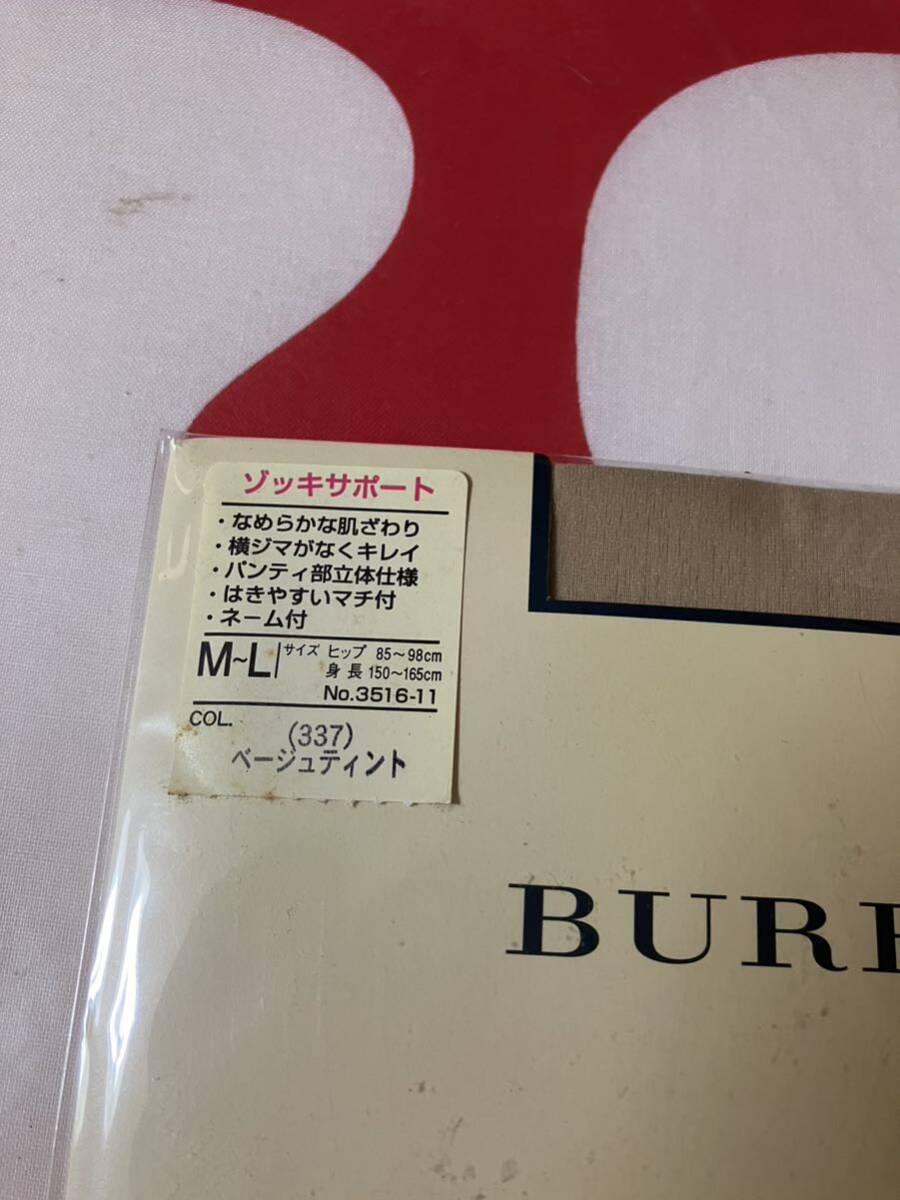 ゾッキサポート
・なめらかな肌ざわり
・横ジマがなくキレイ
・パンティ部立体仕様
・はきやすいマチ付
・ネーム付
M~L サイズ ヒップ 85~98cm
身長 150~165cm
No.3516-11
COL.
(337)
ベージュティント
BUR